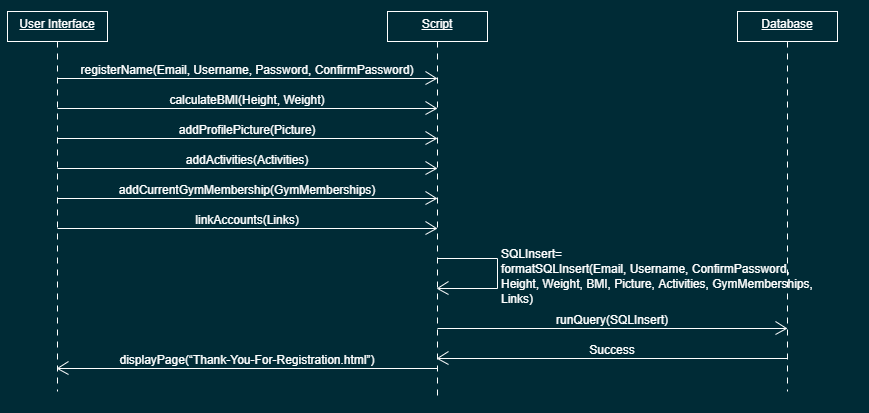 User Interface
Script
Database
registerName(Email, Username, Password, ConfirmPassword)
calculateBMI(Height, Weight)
addProfilePicture(Picture)
addActivities(Activities)
addCurrentGymMembership(GymMemberships)
linkAccounts(Links)
SQLInsert=
formatSQLInsert(Email, Username, ConfirmPassword,
Height, Weight, BMI, Picture, Activities, GymMemberships,
Links)
runQuery(SQLInsert)
Success
displayPage(“Thank-You-For-Registration.html”)